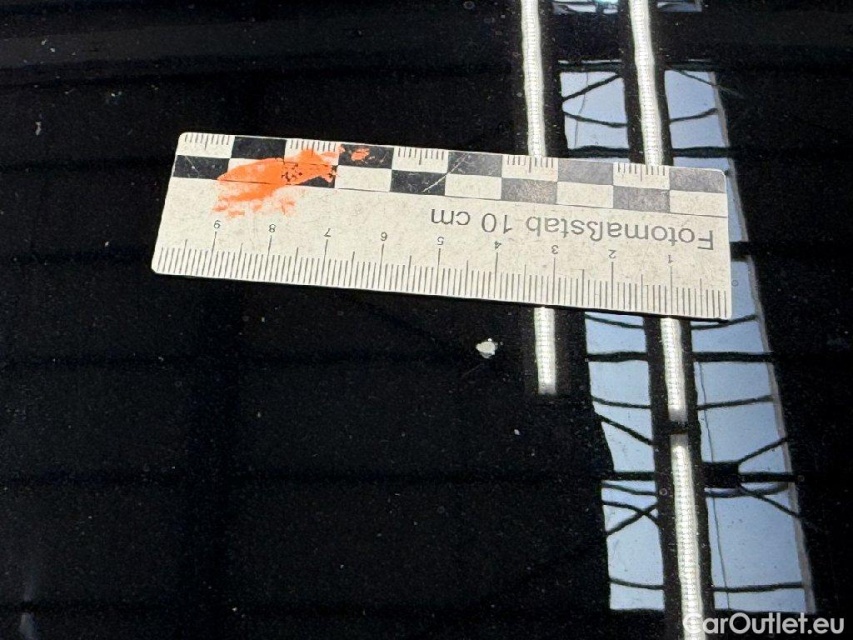 Fotomaßstab 10 cm
1 2 3 4 5 6 7 8 9
CarOutlet.eu